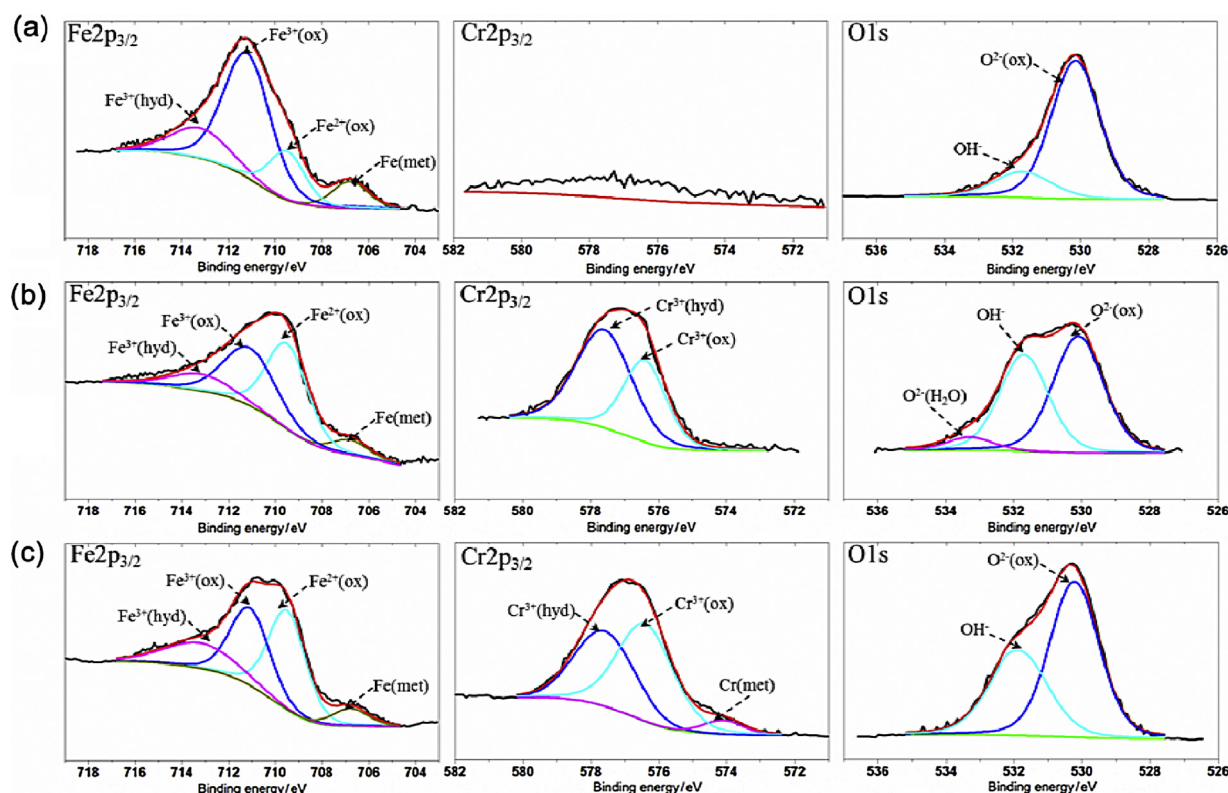 (a)
Fe2p3/2
Fe³⁺(ox)
Fe³⁺(hyd)
Fe²⁺(ox)
Fe(met)
718 716 714 712 710 708 706 704
Binding energy/eV
Cr2p3/2
582 580 578 576 574 572
Binding energy/eV
O1s
O²⁻(ox)
OH⁻
536 534 532 530 528 526
Binding energy/eV
(b)
Fe2p3/2
Fe³⁺(ox)
Fe²⁺(ox)
Fe³⁺(hyd)
Fe(met)
718 716 714 712 710 708 706 704
Binding energy/eV
Cr2p3/2
Cr³⁺(hyd)
Cr³⁺(ox)
582 580 578 576 574 572
Binding energy/eV
O1s
OH⁻
O²⁻(ox)
O²⁻(H₂O)
536 534 532 530 528 526
Binding energy/eV
(c)
Fe2p3/2
Fe³⁺(ox)
Fe²⁺(ox)
Fe³⁺(hyd)
Fe(met)
718 716 714 712 710 708 706 704
Binding energy/eV
Cr2p3/2
Cr³⁺(hyd)
Cr³⁺(ox)
Cr(met)
580 578 576 574 572
Binding energy/eV
O1s
O²⁻(ox)
OH⁻
536 534 532 530 528 526
Binding energy/eV